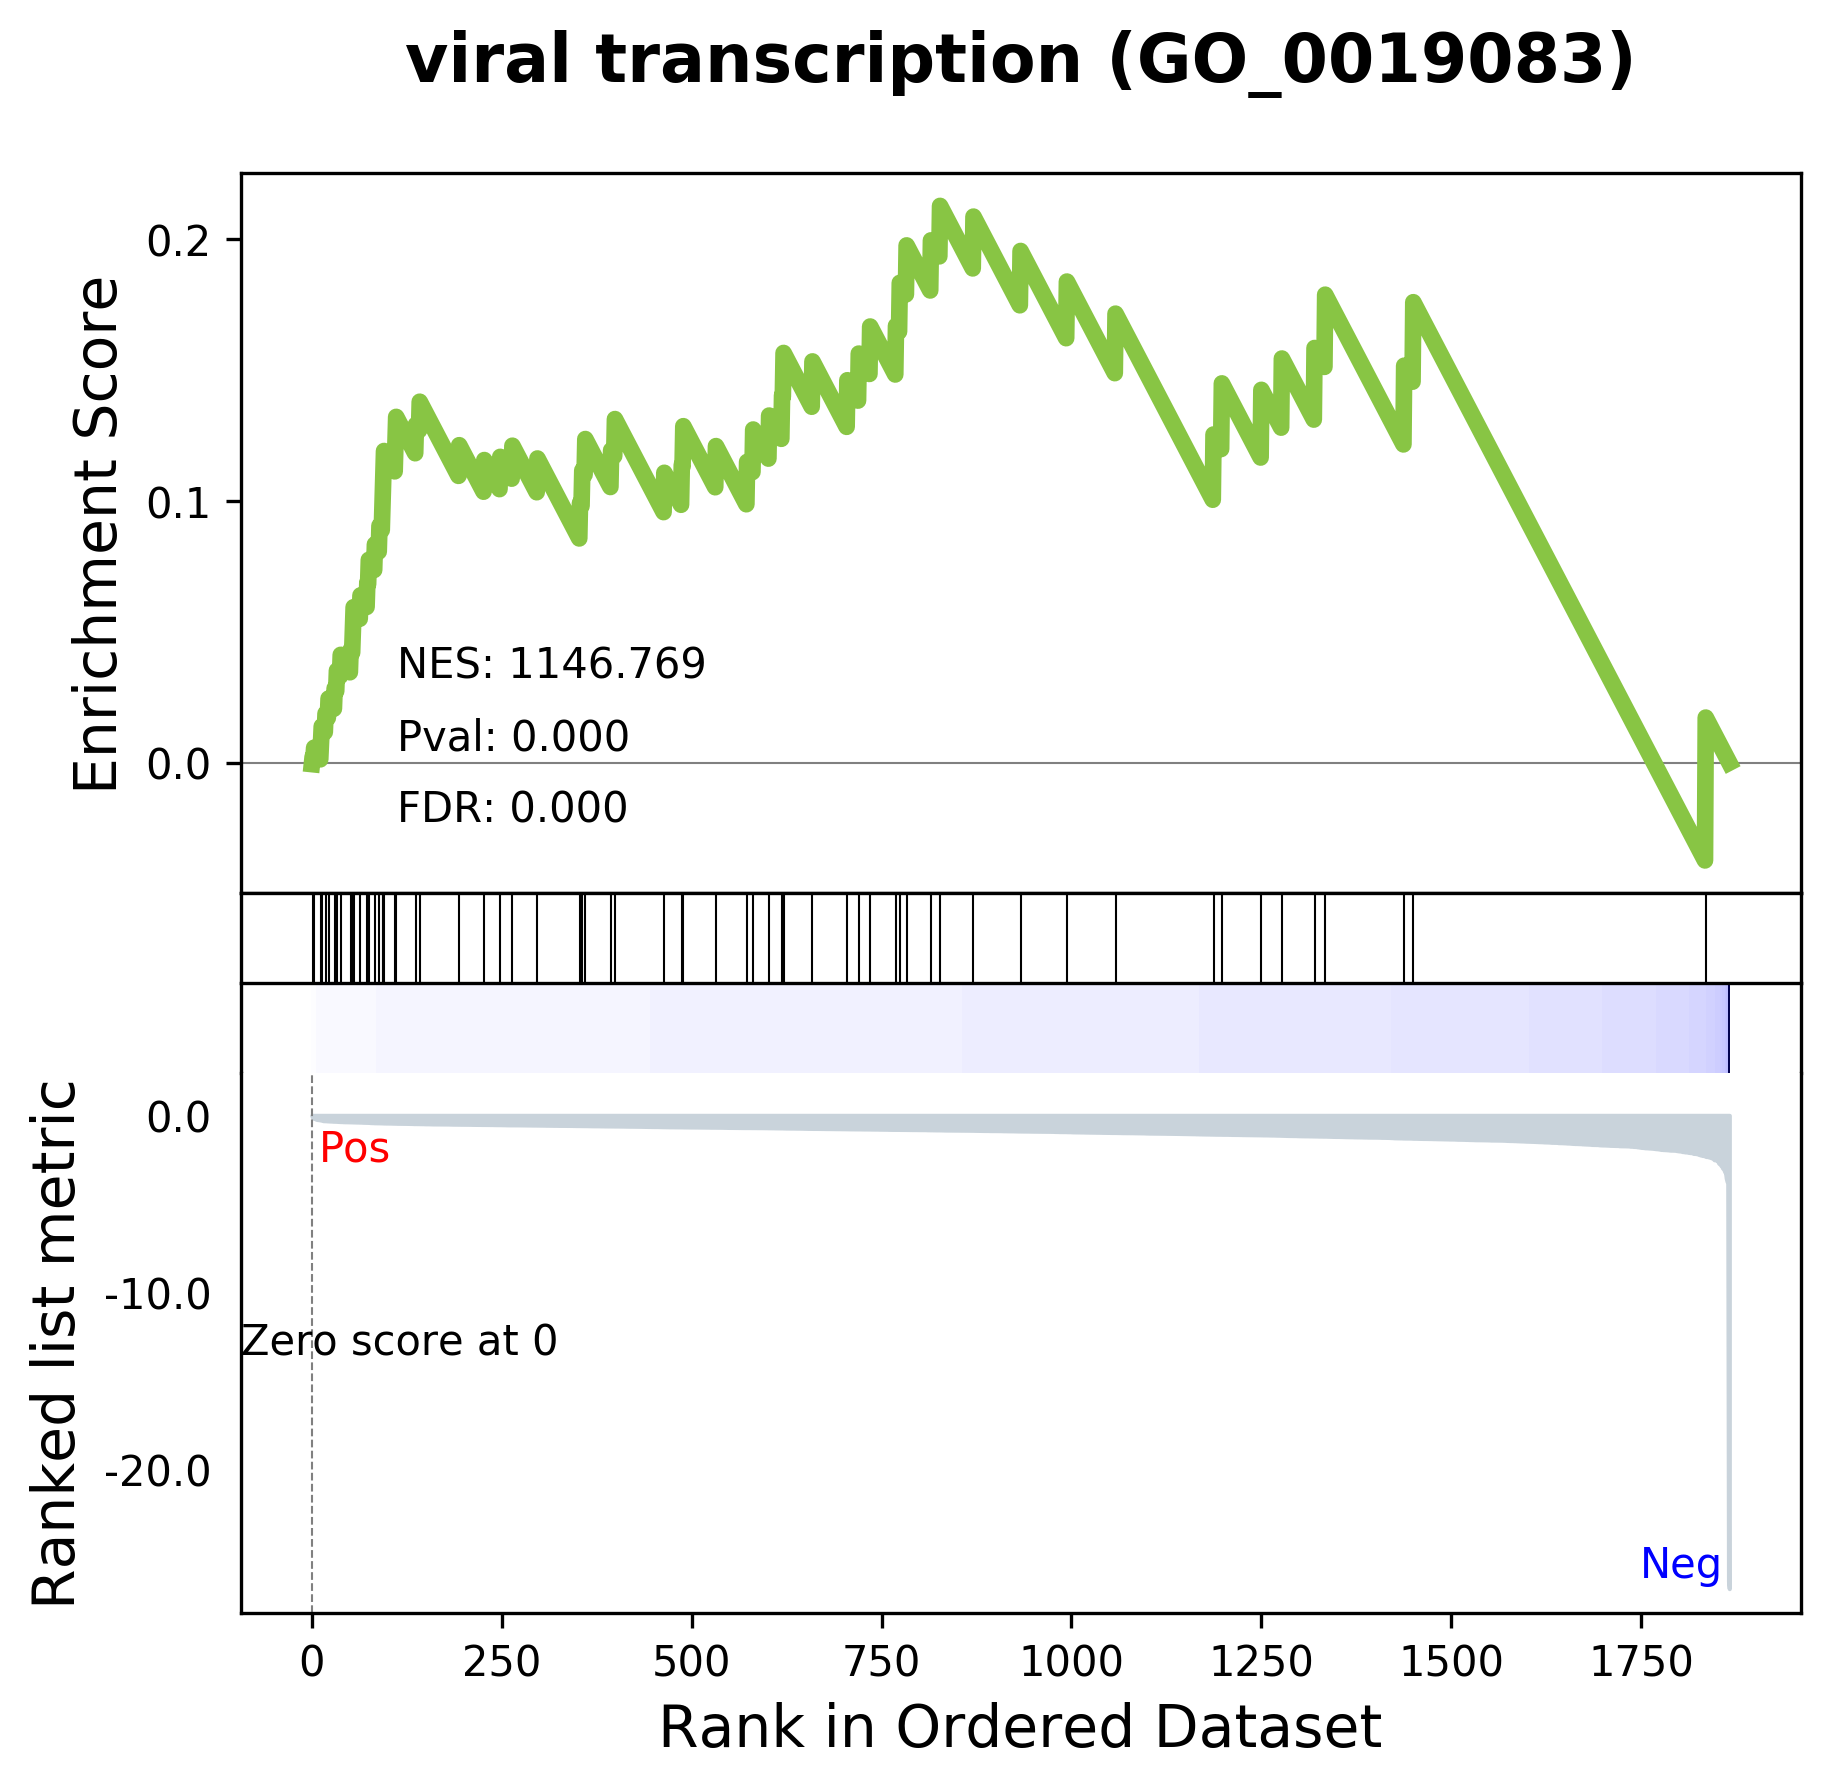 viral transcription (GO_0019083)
Enrichment Score
0.2
0.1
0.0
NES: 1146.769
Pval: 0.000
FDR: 0.000
Ranked list metric
0.0
-10.0
-20.0
Pos
Zero score at 0
Neg
0 250 500 750 1000 1250 1500 1750
Rank in Ordered Dataset